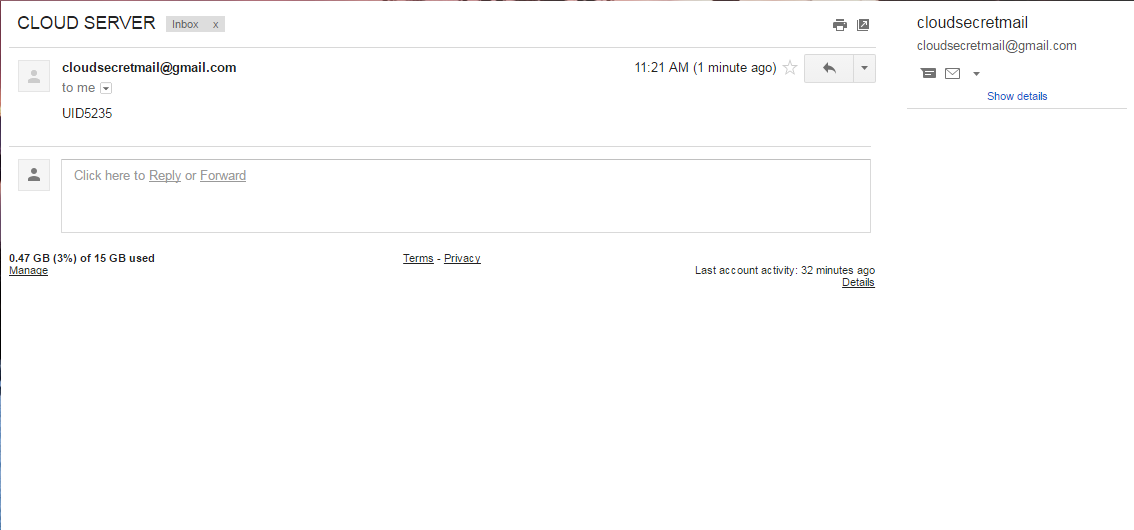 CLOUD SERVER Inbox x
cloudsecretmail@gmail.com 11:21 AM (1 minute ago)
to me
UID5235
Click here to Reply or Forward
0.47 GB (3%) of 15 GB used
Manage
Terms - Privacy
Last account activity: 32 minutes ago
Details
cloudsecretmail
cloudsecretmail@gmail.com
Show details